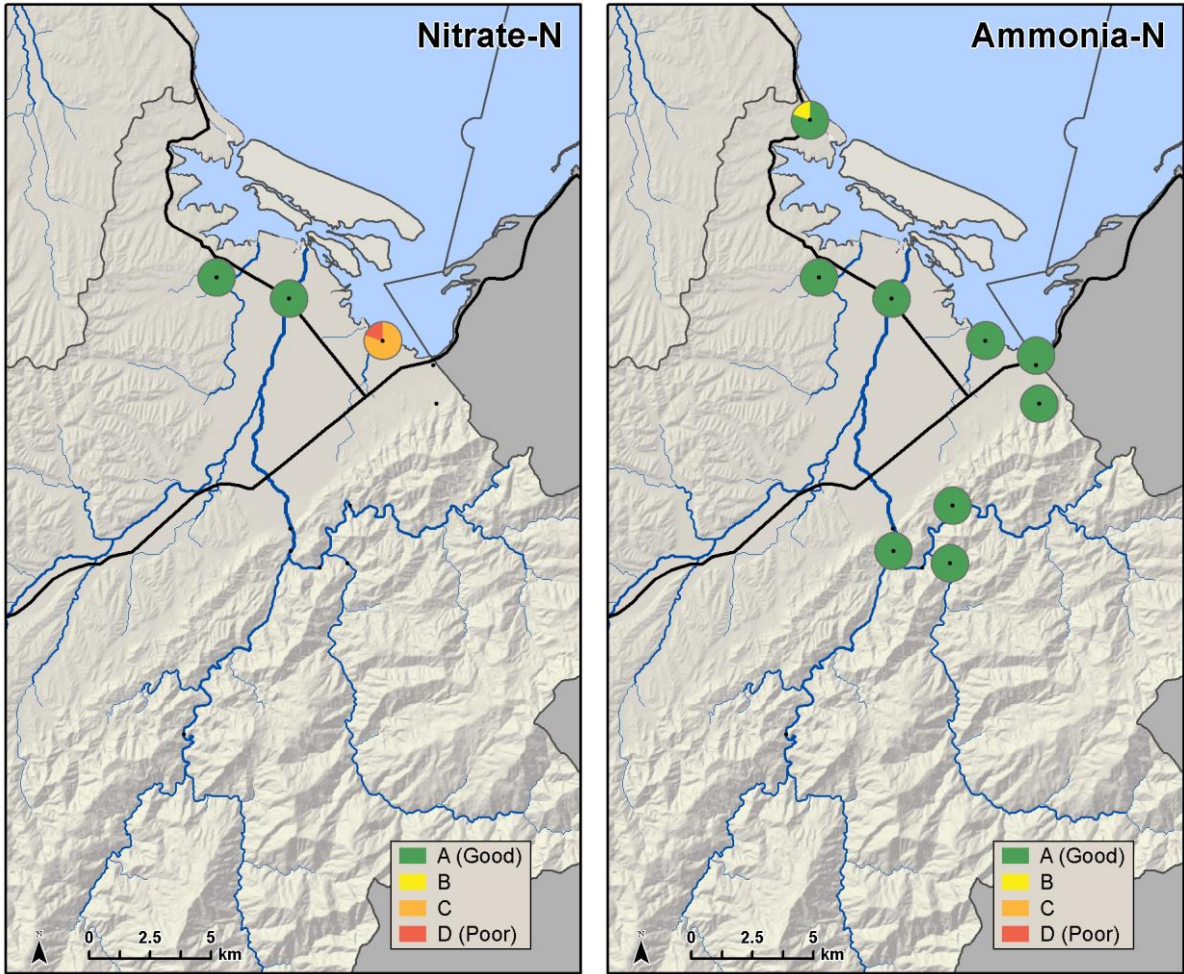 Nitrate-N
A (Good)
B
C
D (Poor)
N
0 2.5 5
km
Ammonia-N
A (Good)
B
C
D (Poor)
N
0 2.5 5
km